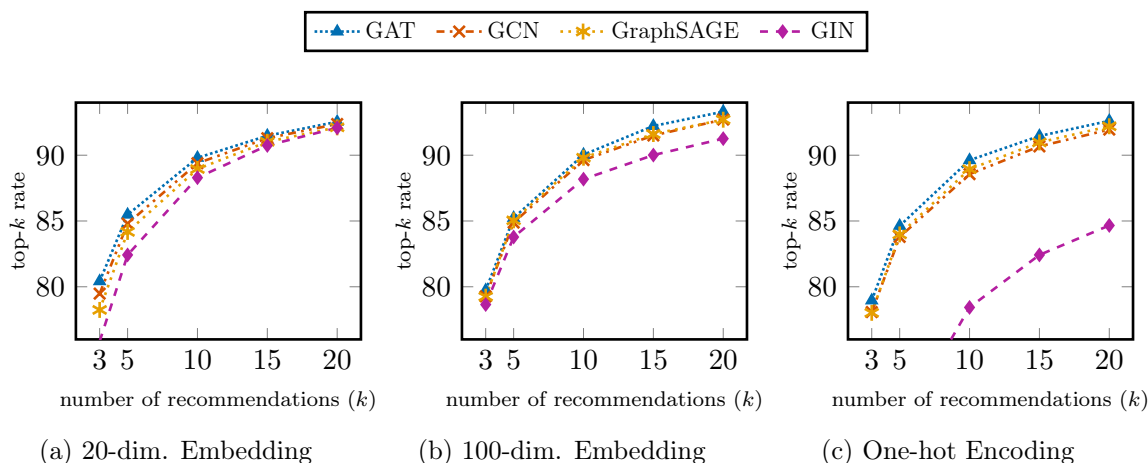 GAT GCN GraphSAGE GIN
top-k rate
90
85
80
3 5 10 15 20
number of recommendations (k)
(a) 20-dim. Embedding
top-k rate
90
85
80
3 5 10 15 20
number of recommendations (k)
(b) 100-dim. Embedding
top-k rate
90
85
80
3 5 10 15 20
number of recommendations (k)
(c) One-hot Encoding